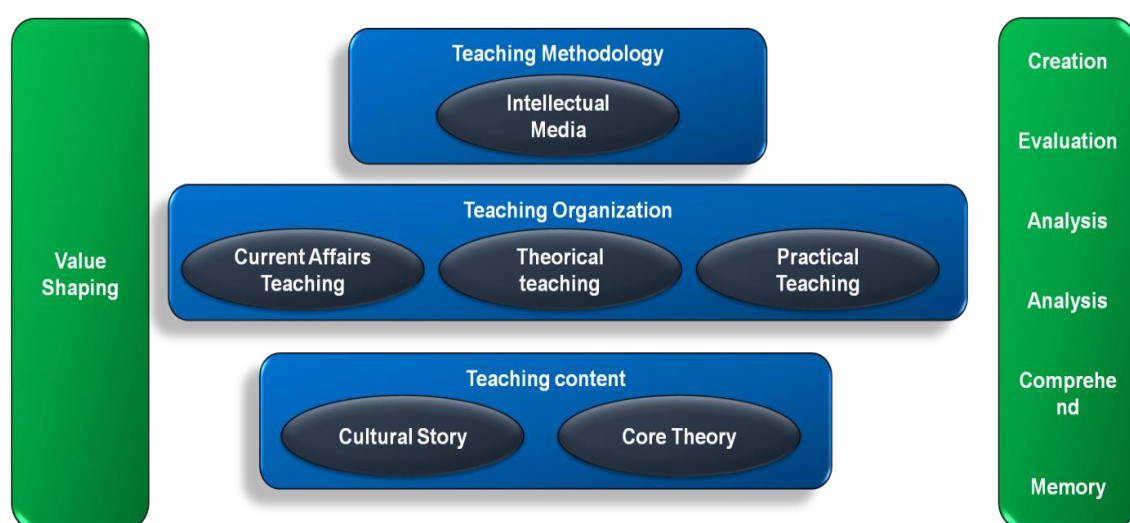 Value
Shaping
Teaching Methodology
Intellectual
Media
Teaching Organization
Current Affairs
Teaching
Theorical
teaching
Practical
Teaching
Teaching content
Cultural Story
Core Theory
Creation
Evaluation
Analysis
Analysis
Comprehe
nd
Memory